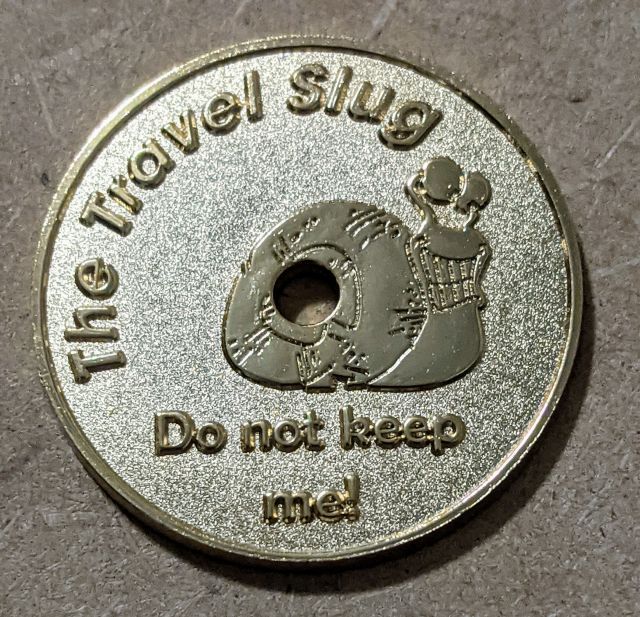 The Travel Slug
Do not keep
me!